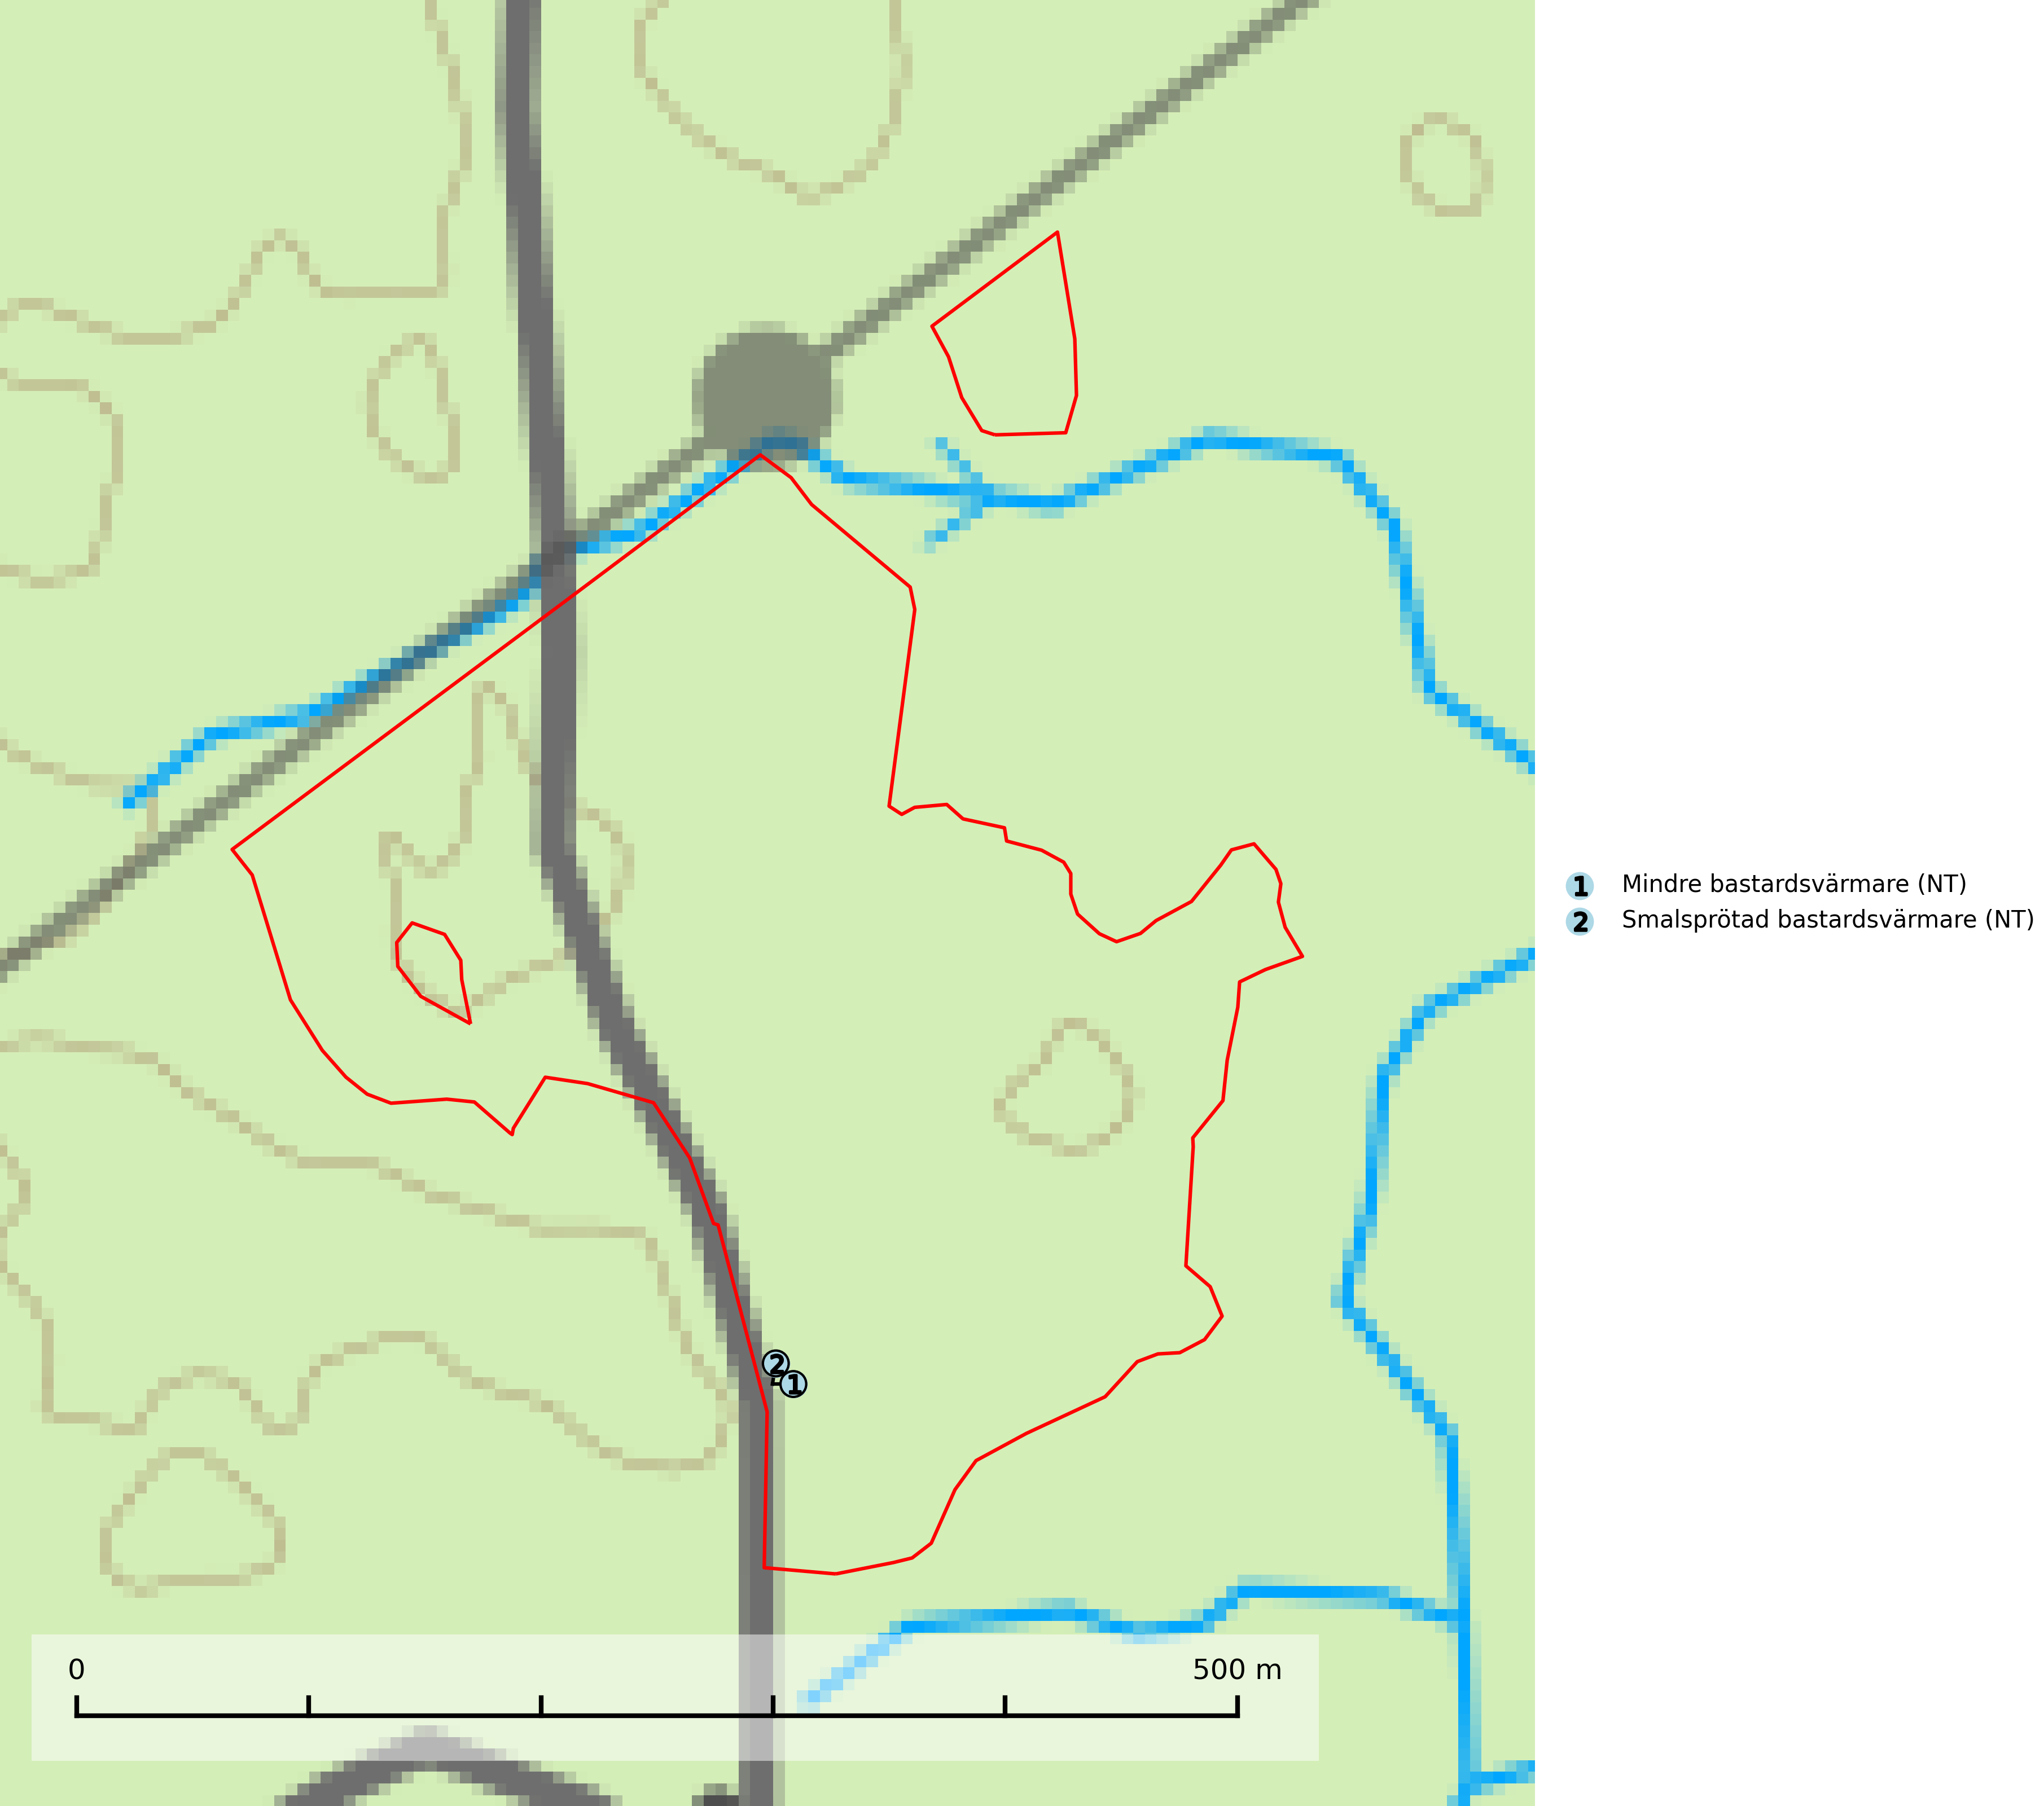 1 Mindre bastardsvärmare (NT)
2 Smalsprötad bastardsvärmare (NT)
2
1
0 500 m